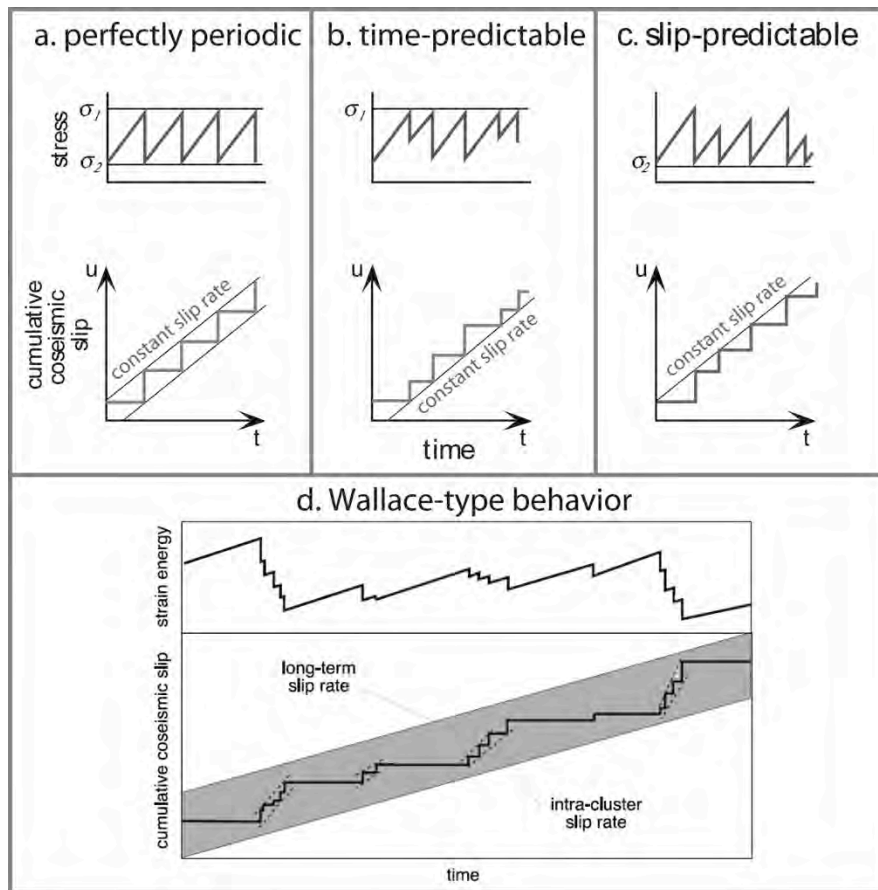 a. perfectly periodic
b. time-predictable
c. slip-predictable
stress
σ1
σ2
σ1
σ2
cumulative
coseismic
slip
u
constant slip rate
t
u
constant slip rate
t
time
u
constant slip rate
t
d. Wallace-type behavior
strain energy
cumulative coseismic slip
long-term
slip rate
intra-cluster
slip rate
time